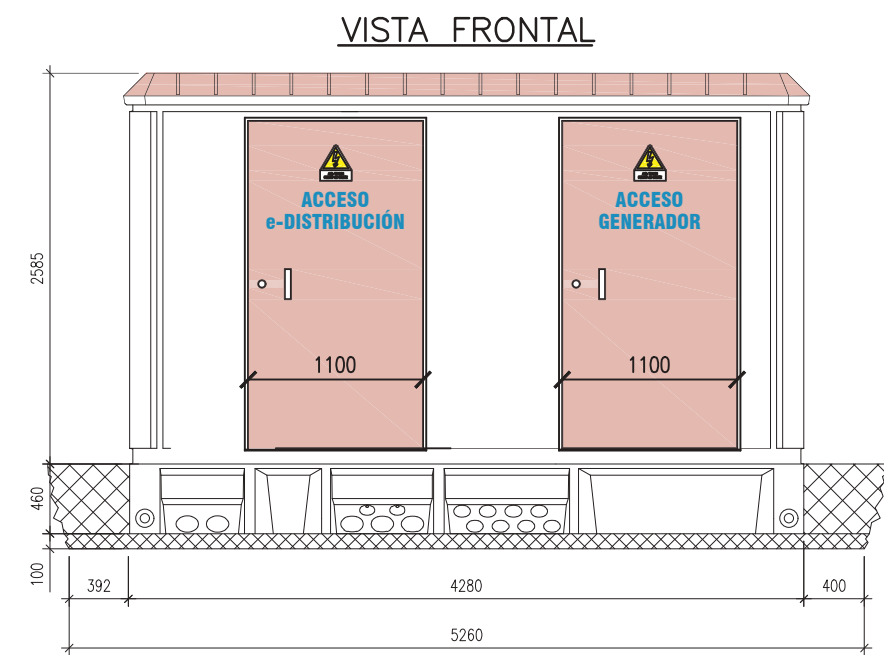 VISTA FRONTAL
ACCESO
e-DISTRIBUCIÓN
ACCESO
GENERADOR
2585
1100
1100
460
100
392
4280
400
5260